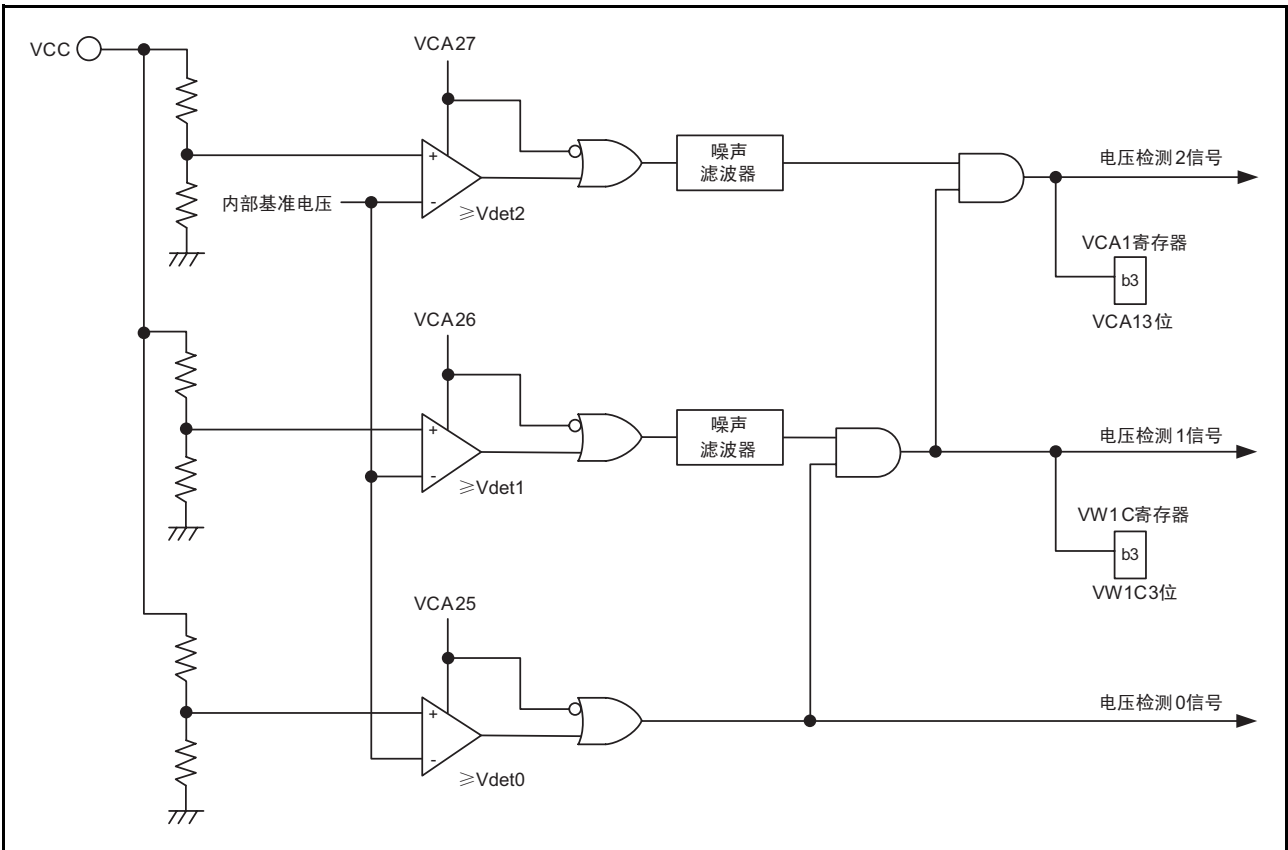 VCC
VCA27
+
-
内部基准电压
≥Vdet2
噪声
滤波器
电压检测2信号
VCA1寄存器
b3
VCA13位
VCA26
+
-
≥Vdet1
噪声
滤波器
电压检测1信号
VW1C寄存器
b3
VW1C3位
VCA25
+
-
≥Vdet0
电压检测0信号